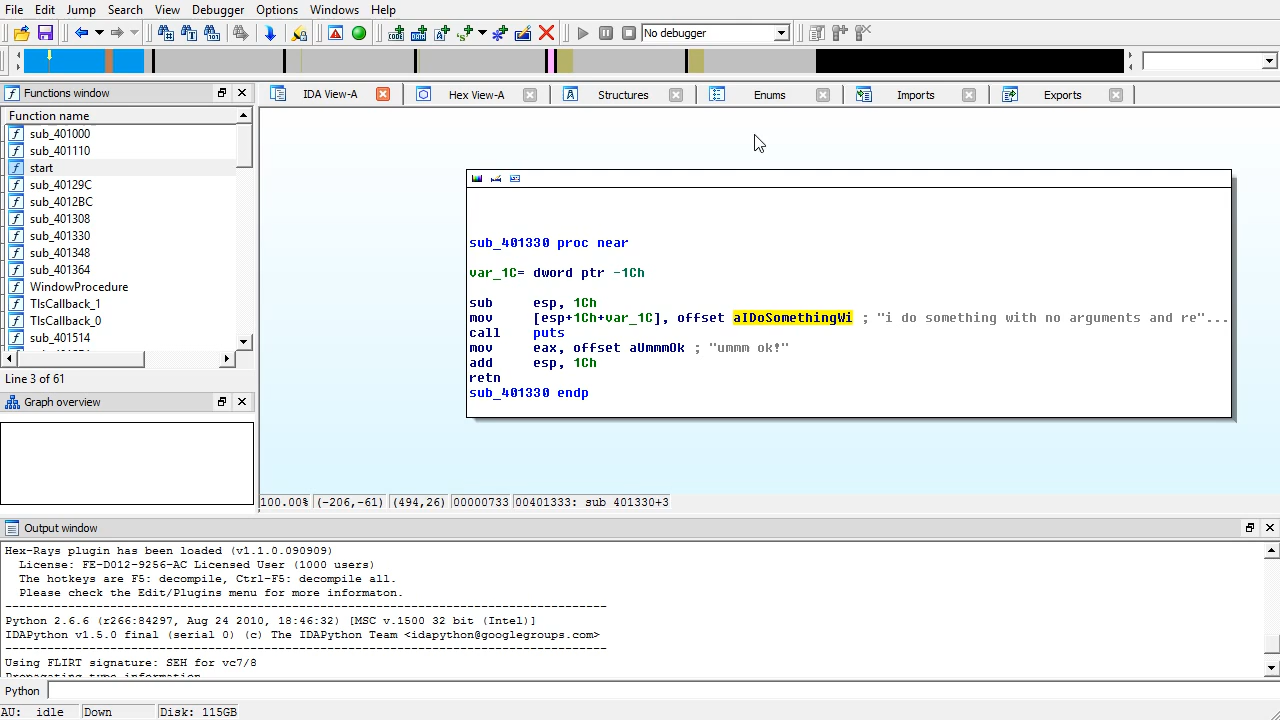 File Edit Jump Search View Debugger Options Windows Help
No debugger
Functions window
IDA View-A
Hex View-A
Structures
Enums
Imports
Exports
Function name
sub_401000
sub_401110
start
sub_40129C
sub_4012BC
sub_401308
sub_401330
sub_401348
sub_401364
WindowProcedure
TlsCallback_1
TlsCallback_0
sub_401514
Line 3 of 61
Graph overview
sub_401330 proc near
var_1C= dword ptr -1Ch
sub esp, 1Ch
mov [esp+1Ch+var_1C], offset aIDoSomethingWi ; "i do something with no arguments and re"...
call puts
mov eax, offset aUmmmOk ; "ummm ok!"
add esp, 1Ch
retn
sub_401330 endp
100.00% (-206,-61) (494,26) 00000733 00401333: sub 401330+3
Output window
Hex-Rays plugin has been loaded (v1.1.0.090909)
License: FE-D012-9256-AC Licensed User (1000 users)
The hotkeys are F5: decompile, Ctrl-F5: decompile all.
Please check the Edit/Plugins menu for more informaton.
---------------------------------------------------------------------------------------------
Python 2.6.6 (r266:84297, Aug 24 2010, 18:46:32) [MSC v.1500 32 bit (Intel)]
IDAPython v1.5.0 final (serial 0) (c) The IDAPython Team <idapython@googlegroups.com>
---------------------------------------------------------------------------------------------
Using FLIRT signature: SEH for vc7/8
Propagating type information
Python
AU: idle Down Disk: 115GB